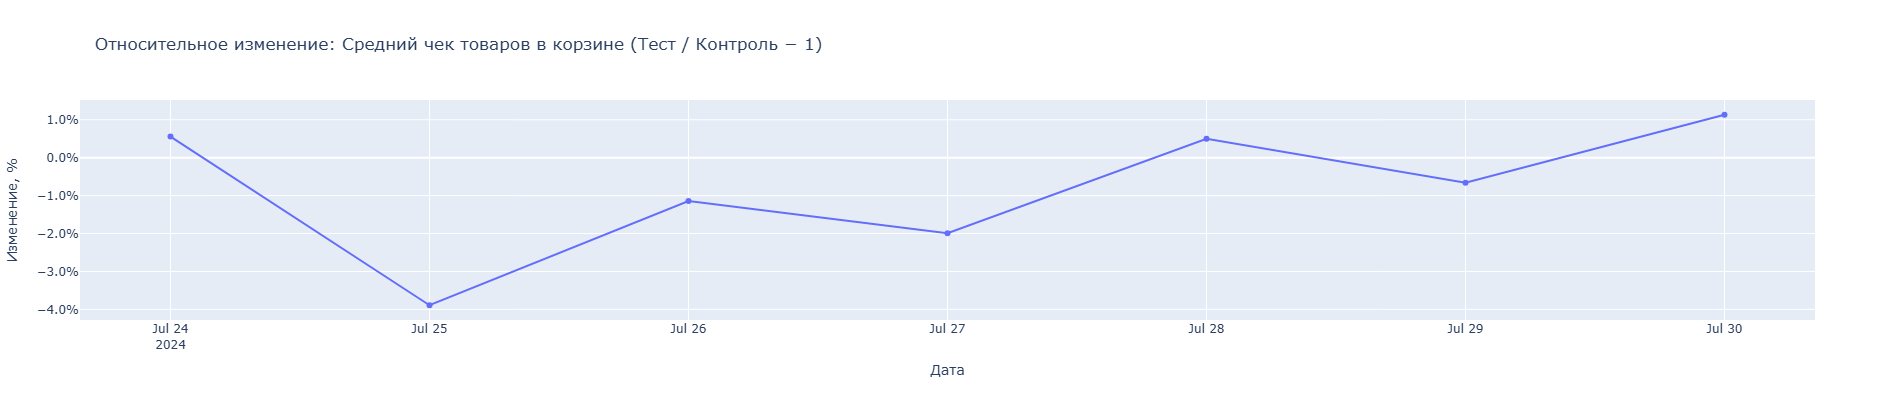 Относительное изменение: Средний чек товаров в корзине (Тест / Контроль − 1)
Изменение, %
1.0%
0.0%
−1.0%
−2.0%
−3.0%
−4.0%
Jul 24
2024
Jul 25
Jul 26
Jul 27
Jul 28
Jul 29
Jul 30
Дата